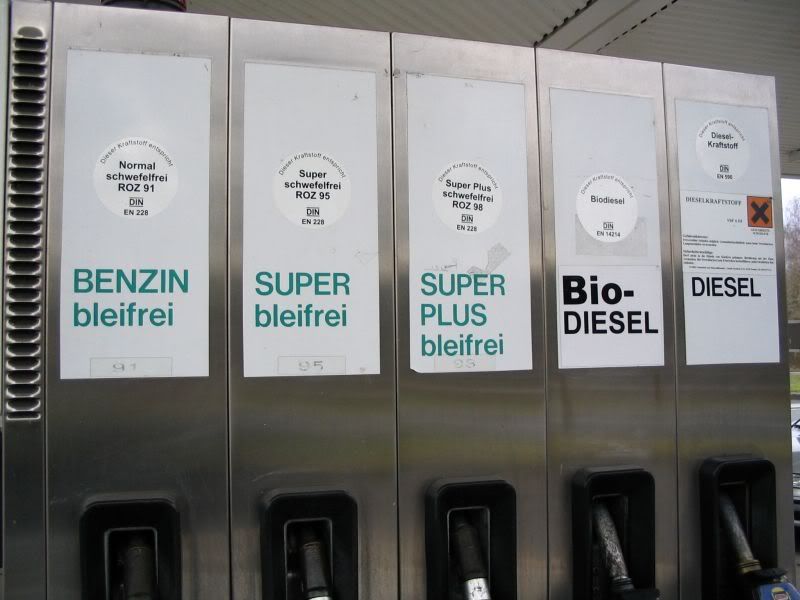 Dieser Kraftstoff entspricht
Normal
schwefelfrei
ROZ 91
DIN
EN 228
BENZIN
bleifrei
91
Dieser Kraftstoff entspricht
Super
schwefelfrei
ROZ 95
DIN
EN 228
SUPER
bleifrei
95
Dieser Kraftstoff entspricht
Super Plus
schwefelfrei
ROZ 98
DIN
EN 228
SUPER
PLUS
bleifrei
98
Dieser Kraftstoff entspricht
Biodiesel
DIN
EN 14214
Bio-
DIESEL
Dieser Kraftstoff entspricht
Diesel-
Kraftstoff
DIN
EN 590
DIESELKRAFTSTOFF
DIESEL